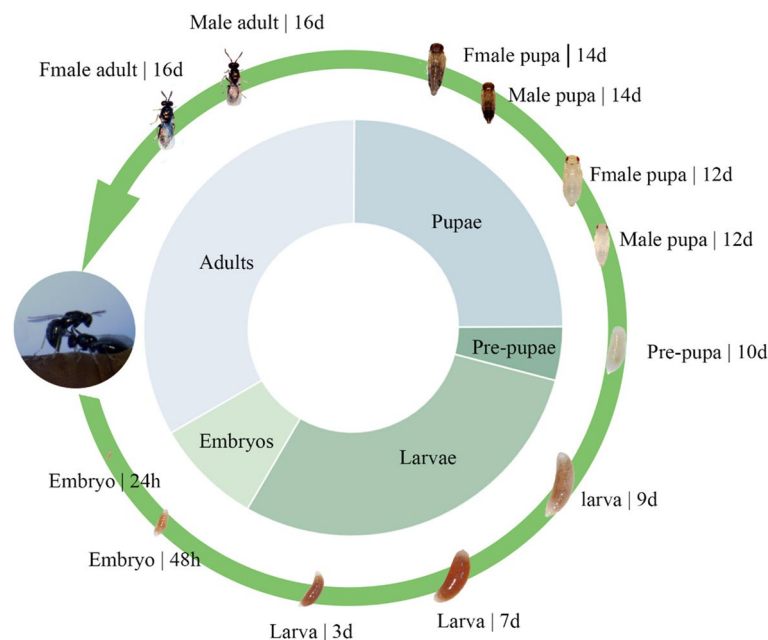 Male adult | 16d
Fmale adult | 16d
Fmale pupa | 14d
Male pupa | 14d
Fmale pupa | 12d
Male pupa | 12d
Pre-pupa | 10d
larva | 9d
Larva | 7d
Larva | 3d
Embryo | 48h
Embryo | 24h
Pupae
Adults
Pre-pupae
Embryos
Larvae